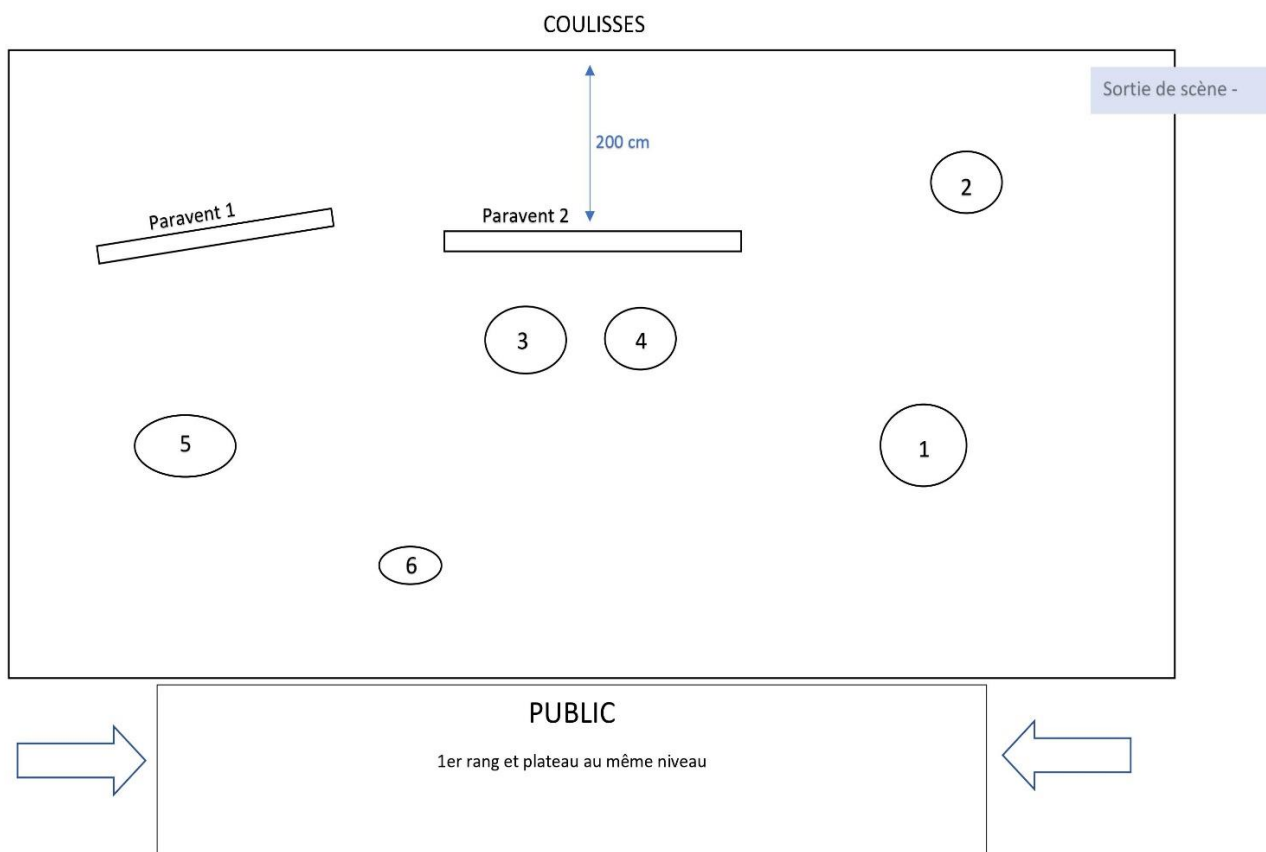 COULISSES
Sortie de scène -
200 cm
2
Paravent 1
Paravent 2
3
4
5
1
6
PUBLIC
1er rang et plateau au même niveau